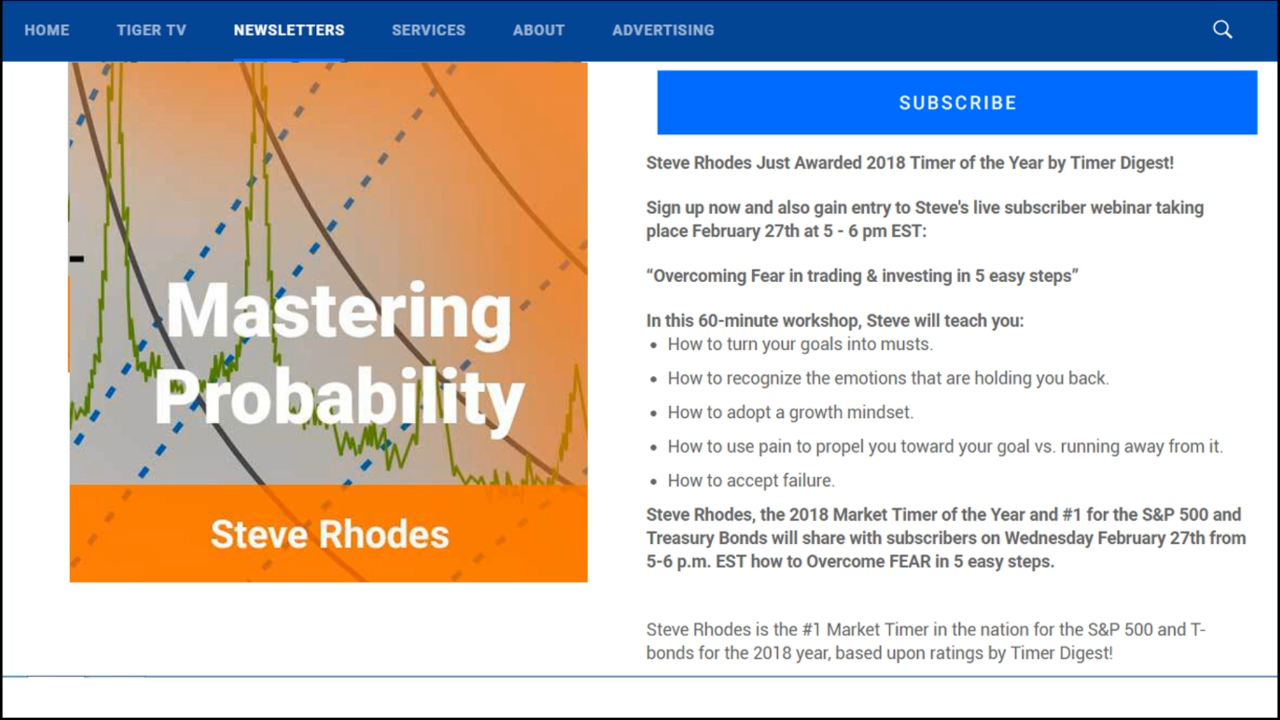 HOME TIGER TV NEWSLETTERS SERVICES ABOUT ADVERTISING
Mastering
Probability
Steve Rhodes
SUBSCRIBE
Steve Rhodes Just Awarded 2018 Timer of the Year by Timer Digest!
Sign up now and also gain entry to Steve's live subscriber webinar taking
place February 27th at 5 - 6 pm EST:
“Overcoming Fear in trading & investing in 5 easy steps”
In this 60-minute workshop, Steve will teach you:
• How to turn your goals into musts.
• How to recognize the emotions that are holding you back.
• How to adopt a growth mindset.
• How to use pain to propel you toward your goal vs. running away from it.
• How to accept failure.
Steve Rhodes, the 2018 Market Timer of the Year and #1 for the S&P 500 and
Treasury Bonds will share with subscribers on Wednesday February 27th from
5-6 p.m. EST how to Overcome FEAR in 5 easy steps.
Steve Rhodes is the #1 Market Timer in the nation for the S&P 500 and T-
bonds for the 2018 year, based upon ratings by Timer Digest!